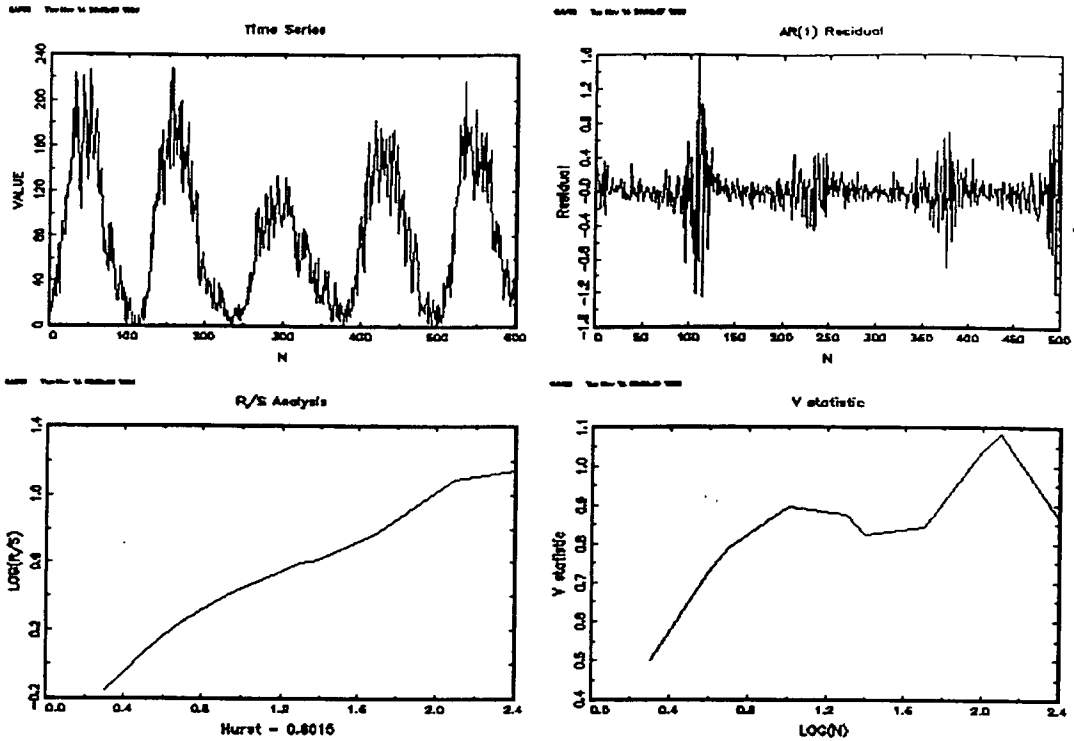 Time Series
VALUE
240
200
160
120
80
40
0
0 100 200 300 400 500 600
N
AR(1) Residual
Residual
1.6
1.2
0.8
0.4
-0.0
-0.4
-0.8
-1.2
0 50 100 150 200 250 300 350 400 450 500
N
R/S Analysis
LOG(R/S)
1.4
1.0
0.6
0.2
-0.2
0.0 0.4 0.8 1.2 1.6 2.0 2.4
V statistic
V statistic
1.1
1.0
0.9
0.8
0.7
0.6
0.5
0.4
0.0 0.4 0.8 1.2 1.6 2.0 2.4
LOG(N)